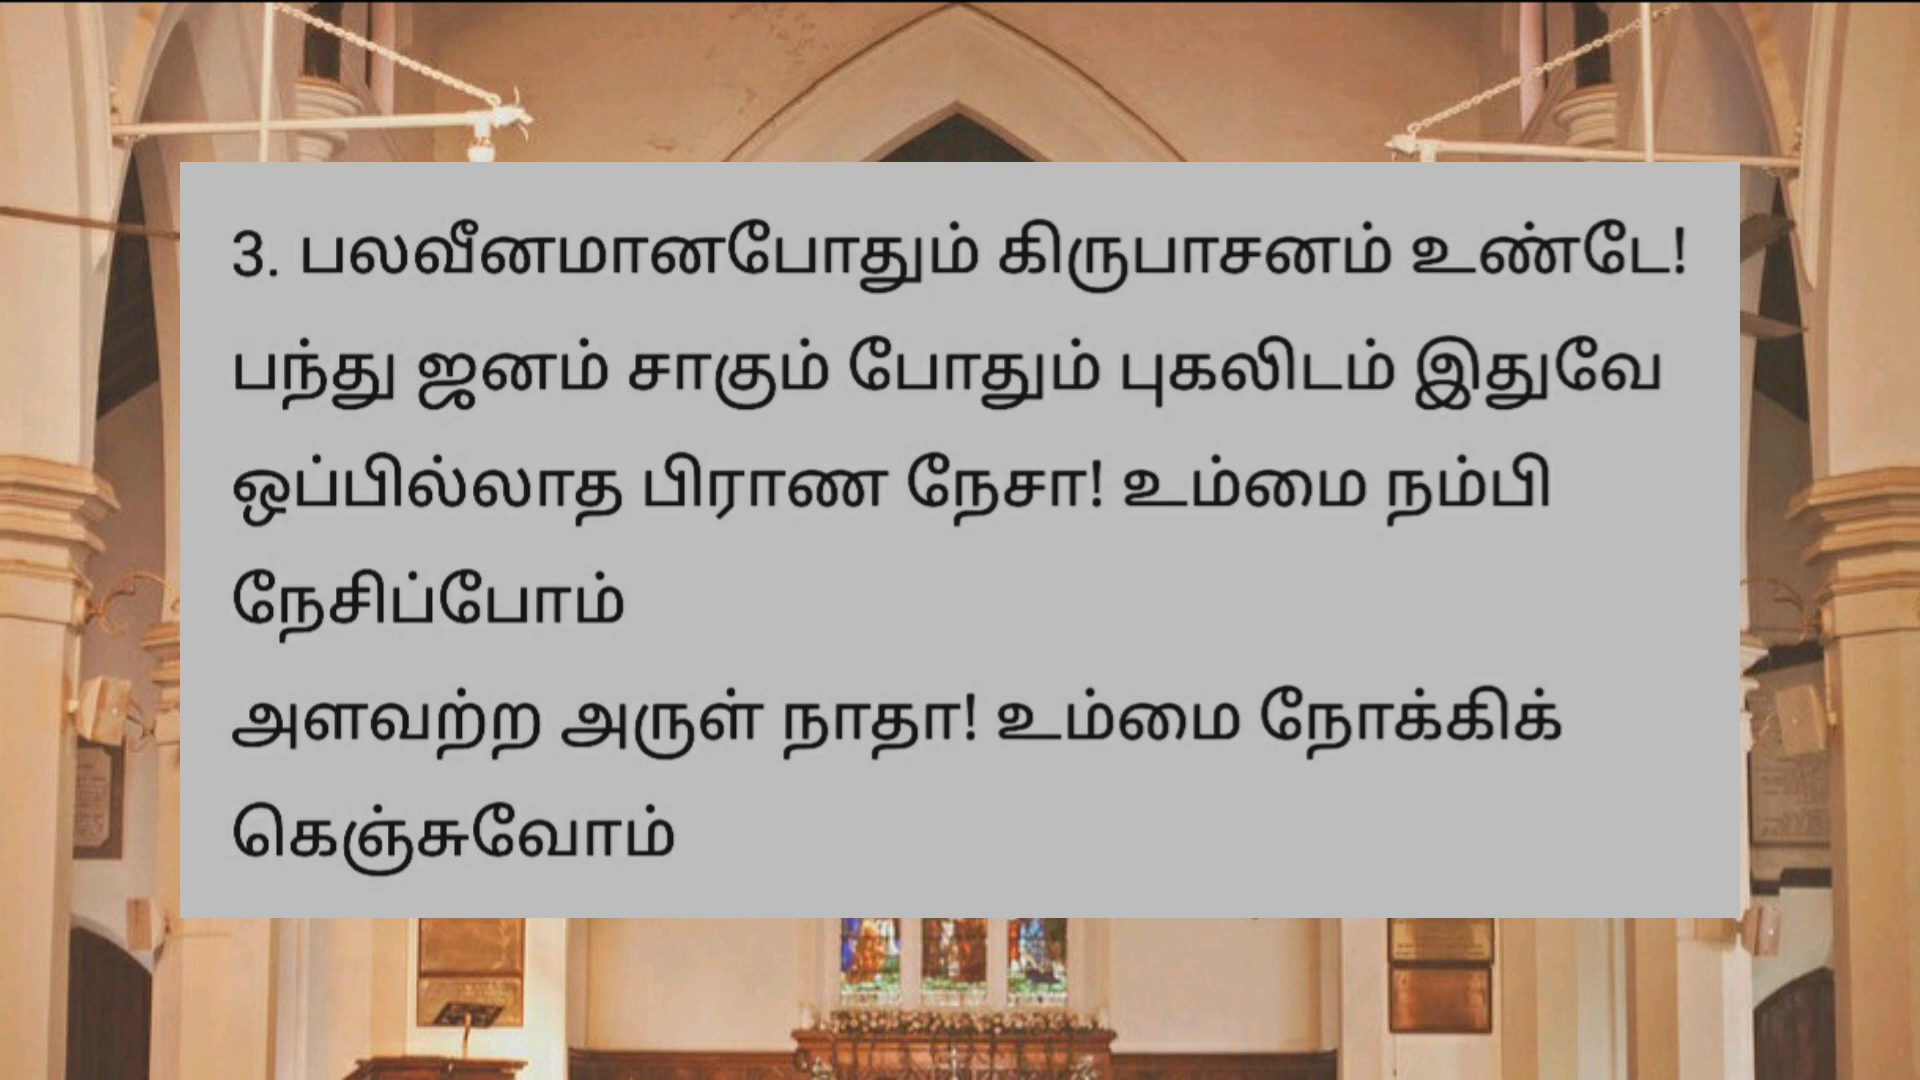 3. பலவீனமானபோதும் கிருபாசனம் உண்டே!
பந்து ஜனம் சாகும் போதும் புகலிடம் இதுவே
ஒப்பில்லாத பிராண நேசா! உம்மை நம்பி
நேசிப்போம்
அளவற்ற அருள் நாதா! உம்மை நோக்கிக்
கெஞ்சுவோம்